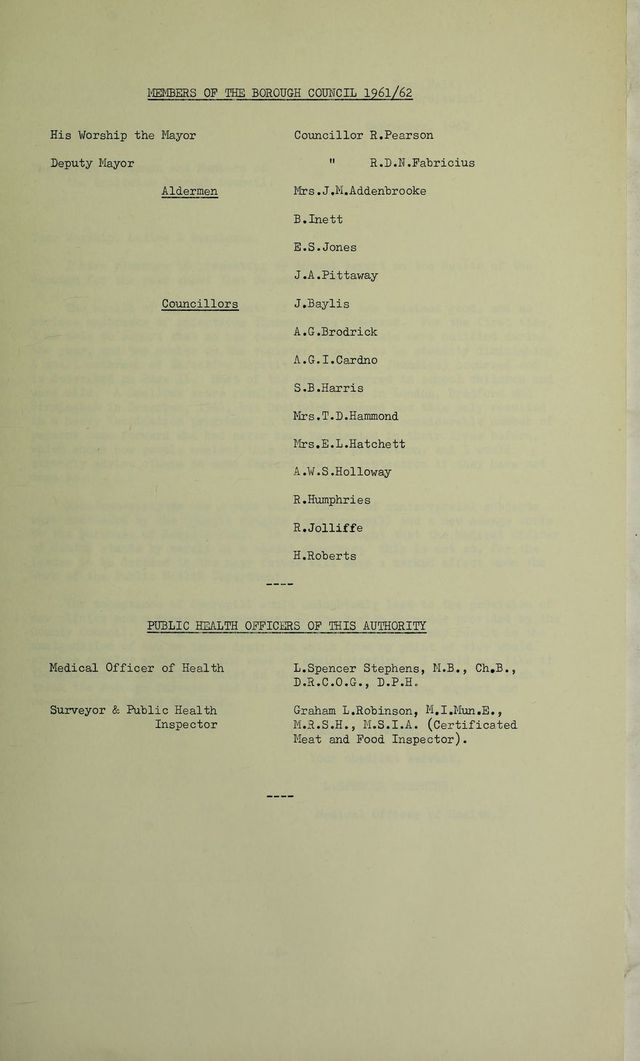 MEMBERS OF THE BOROUGH COUNCIL 1961/62
His Worship the Mayor Councillor R.Pearson
Deputy Mayor " R.D.N.Fabricius
Aldermen Mrs.J.M.Addenbrooke
B.Inett
E.S.Jones
J.A.Pittaway
Councillors J.Baylis
A.G.Brodrick
A.G.I.Cardno
S.B.Harris
Mrs.T.D.Hammond
Mrs.E.L.Hatchett
A.W.S.Holloway
R.Humphries
R.Jolliffe
H.Roberts
----
PUBLIC HEALTH OFFICERS OF THIS AUTHORITY
Medical Officer of Health L.Spencer Stephens, M.B., Ch.B.,
D.R.C.O.G., D.P.H.
Surveyor & Public Health Graham L.Robinson, M.I.Mun.E.,
Inspector M.R.S.H., M.S.I.A. (Certificated
Meat and Food Inspector).
----